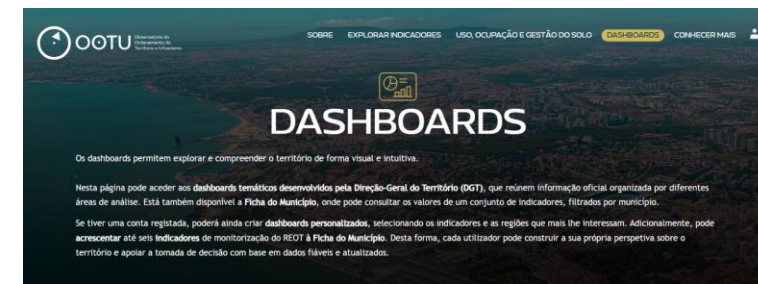 OOTU
Observatório do
Ordenamento do
Território e Urbanismo
SOBRE EXPLORAR INDICADORES USO, OCUPAÇÃO E GESTÃO DO SOLO DASHBOARDS CONHECER MAIS
DASHBOARDS
Os dashboards permitem explorar e compreender o território de forma visual e intuitiva.
Nesta página pode aceder aos dashboards temáticos desenvolvidos pela Direção-Geral do Território (DGT), que reúnem informação oficial organizada por diferentes
áreas de análise. Está também disponível a Ficha do Município, onde pode consultar os valores de um conjunto de indicadores, filtrados por município.
Se tiver uma conta registada, poderá ainda criar dashboards personalizados, selecionando os indicadores e as regiões que mais lhe interessam. Adicionalmente, pode
acrescentar até seis indicadores de monitorização do REOT à Ficha do Município. Desta forma, cada utilizador pode construir a sua própria perspetiva sobre o
território e apoiar a tomada de decisão com base em dados fiáveis e atualizados.